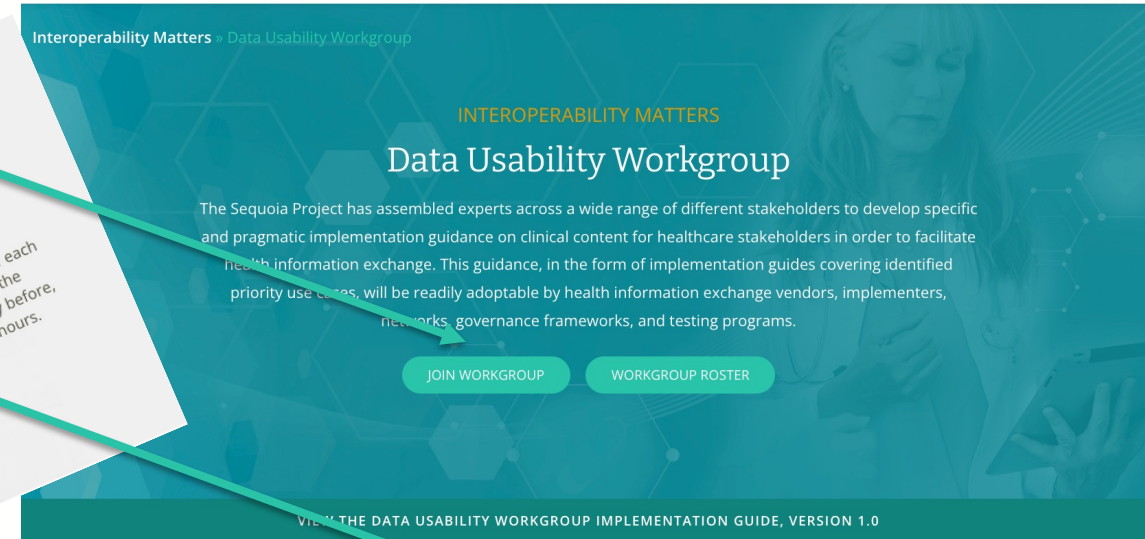 Interoperability Matters » Data Usability Workgroup
INTEROPERABILITY MATTERS
Data Usability Workgroup
The Sequoia Project has assembled experts across a wide range of different stakeholders to develop specific
and pragmatic implementation guidance on clinical content for healthcare stakeholders in order to facilitate
health information exchange. This guidance, in the form of implementation guides covering identified
priority use cases, will be readily adoptable by health information exchange vendors, implementers,
networks, governance frameworks, and testing programs.
each
the
before,
hours.
JOIN WORKGROUP
WORKGROUP ROSTER
VIEW THE DATA USABILITY WORKGROUP IMPLEMENTATION GUIDE, VERSION 1.0